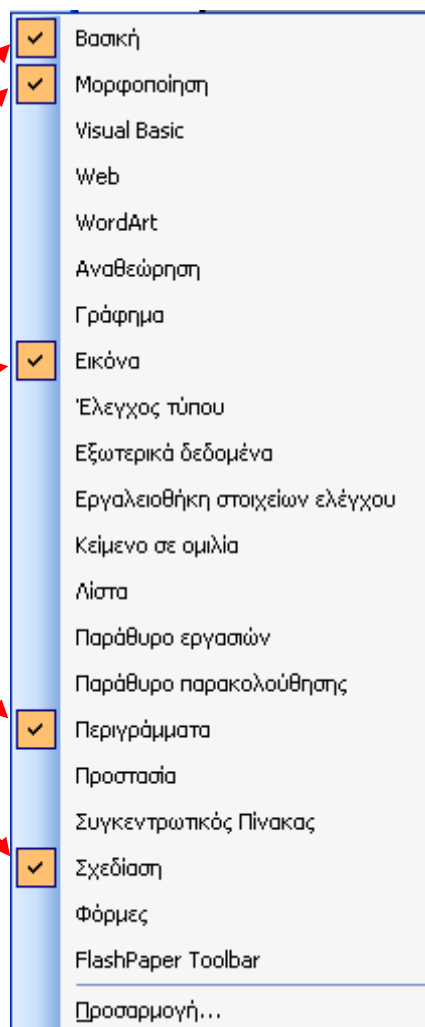 Βασική
Μορφοποίηση
Visual Basic
Web
WordArt
Αναθεώρηση
Γράφημα
Εικόνα
Έλεγχος τύπου
Εξωτερικά δεδομένα
Εργαλειοθήκη στοιχείων ελέγχου
Κείμενο σε ομιλία
Λίστα
Παράθυρο εργασιών
Παράθυρο παρακολούθησης
Περιγράμματα
Προστασία
Συγκεντρωτικός Πίνακας
Σχεδίαση
Φόρμες
FlashPaper Toolbar
Προσαρμογή...